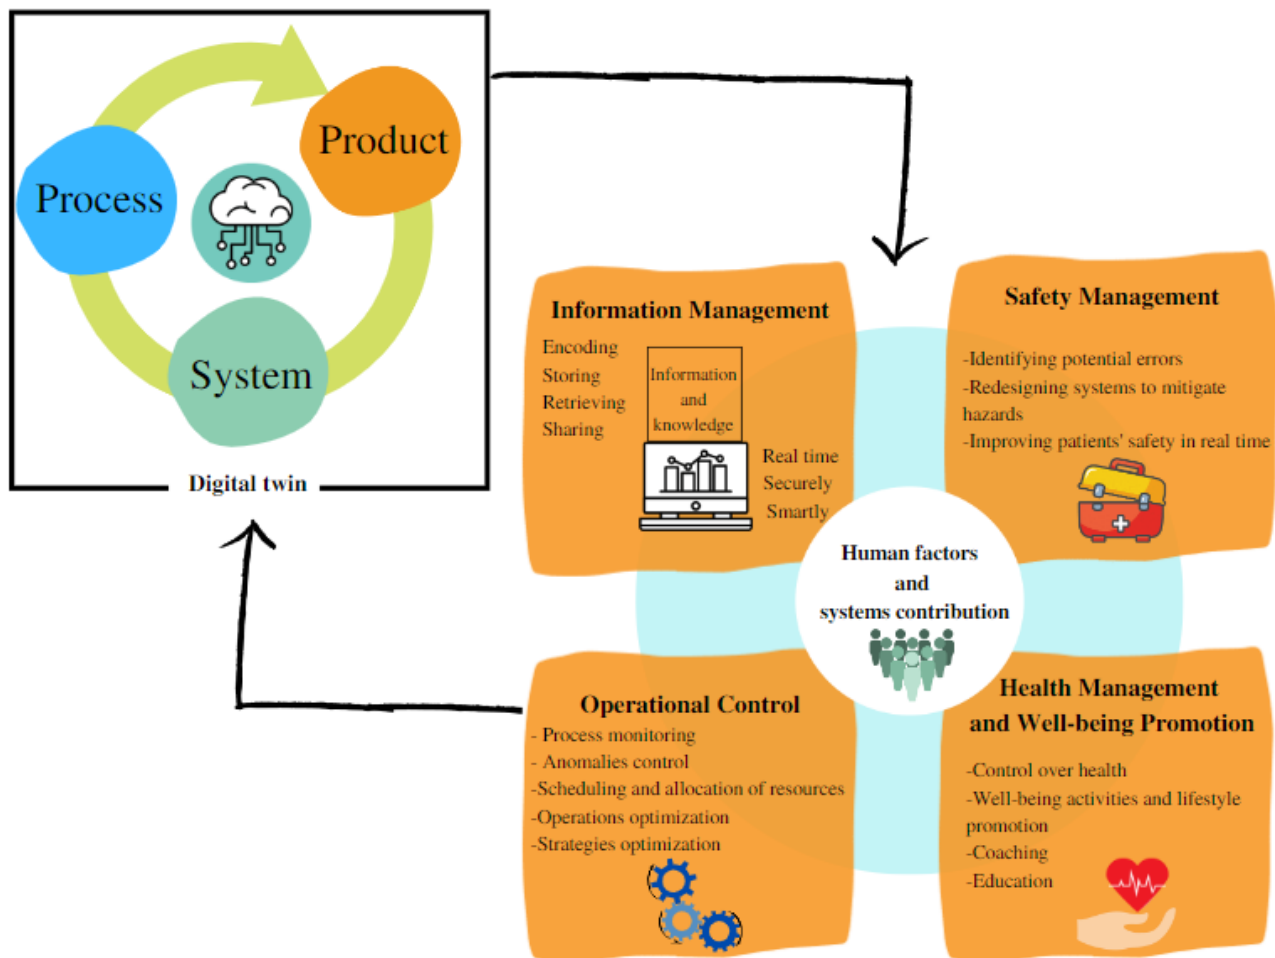 Product
Process
System
Digital twin
Information Management
Encoding
Storing
Retrieving
Sharing
Information
and
knowledge
Real time
Securely
Smartly
Safety Management
-Identifying potential errors
-Redesigning systems to mitigate
hazards
-Improving patients' safety in real time
Human factors
and
systems contribution
Operational Control
- Process monitoring
- Anomalies control
-Scheduling and allocation of resources
-Operations optimization
-Strategies optimization
Health Management
and Well-being Promotion
-Control over health
-Well-being activities and lifestyle
promotion
-Coaching
-Education